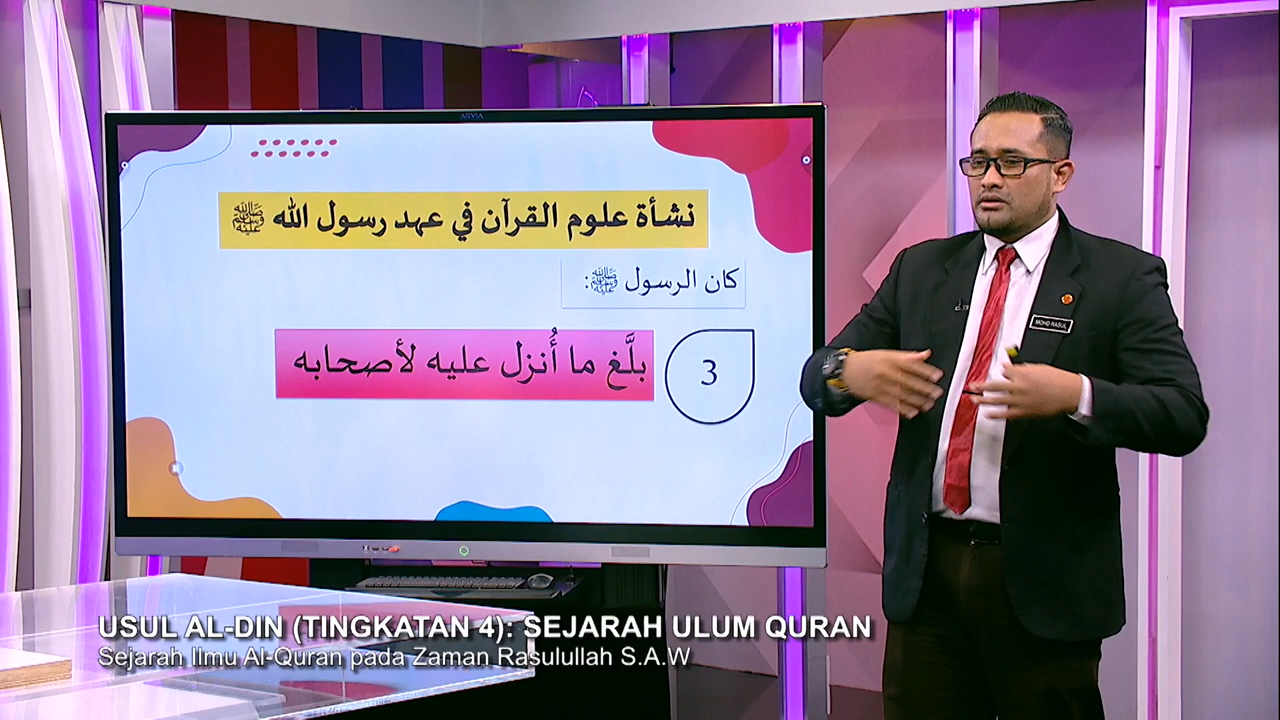 نشأة علوم القرآن في عهد رسول الله ﷺ
كان الرسول ﷺ:
3
بلَّغ ما أُنزل عليه لأصحابه
MOHD RASUL
USUL AL-DIN (TINGKATAN 4): SEJARAH ULUM QURAN
Sejarah Ilmu Al-Quran pada Zaman Rasulullah S.A.W